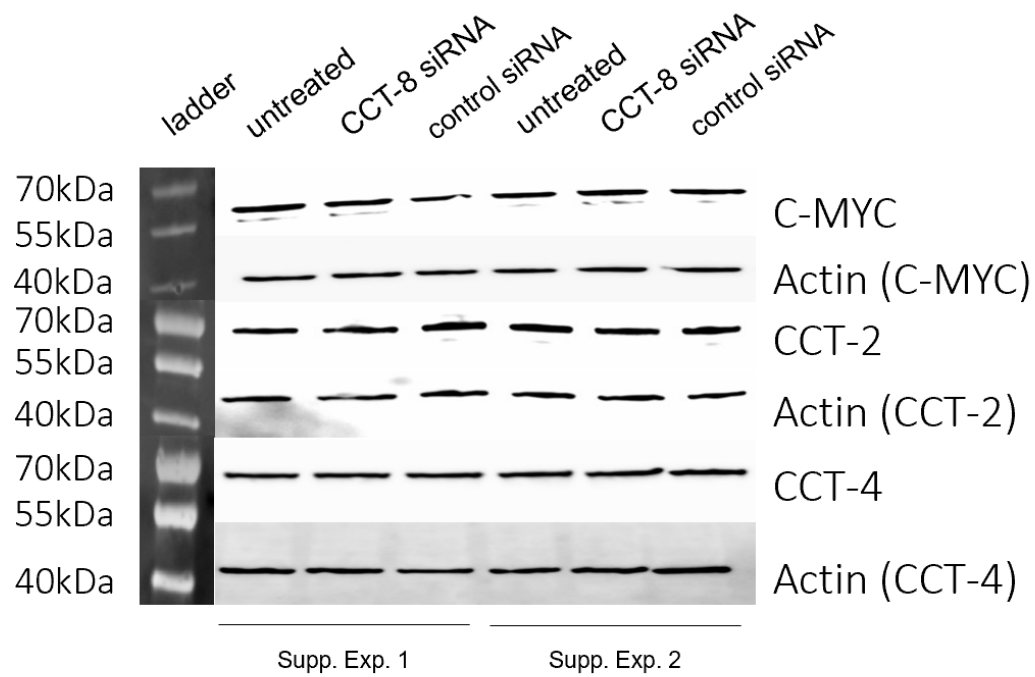 ladder
untreated
CCT-8 siRNA
control siRNA
untreated
CCT-8 siRNA
control siRNA
70kDa
55kDa
C-MYC
40kDa
Actin (C-MYC)
70kDa
CCT-2
55kDa
40kDa
Actin (CCT-2)
70kDa
CCT-4
55kDa
40kDa
Actin (CCT-4)
Supp. Exp. 1
Supp. Exp. 2